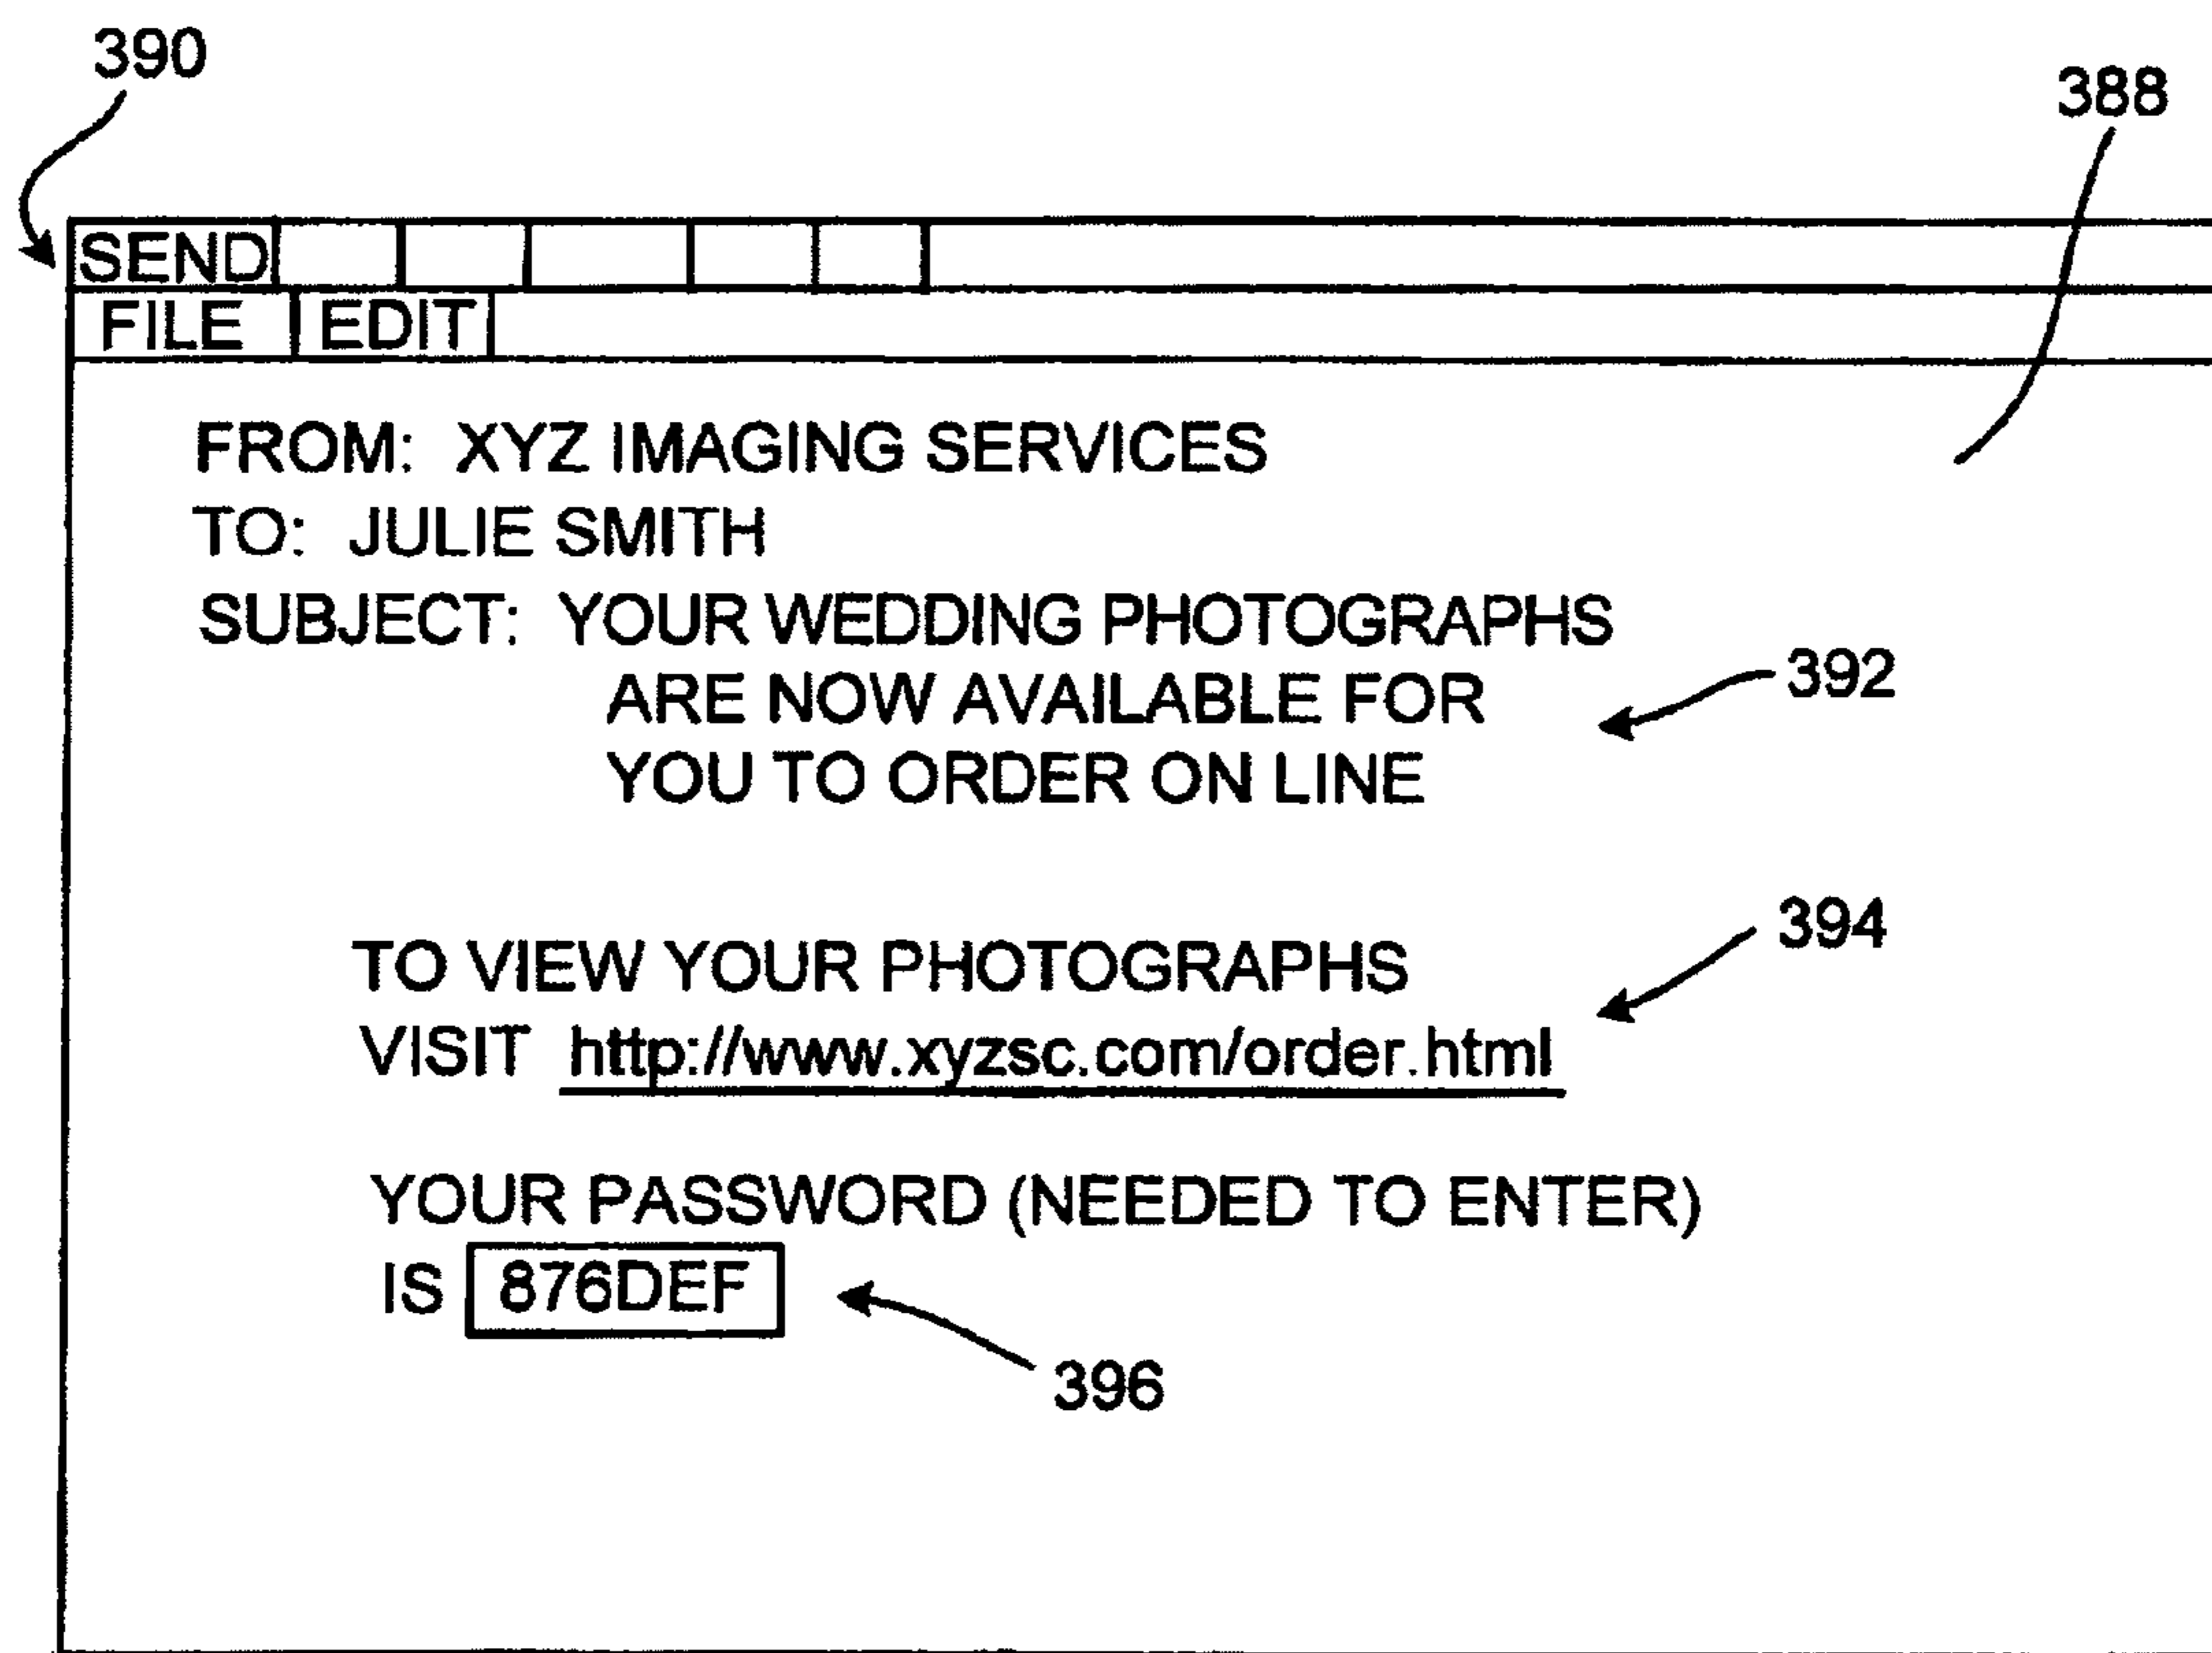 390
388
SEND
FILE EDIT
FROM: XYZ IMAGING SERVICES
TO: JULIE SMITH
SUBJECT: YOUR WEDDING PHOTOGRAPHS
ARE NOW AVAILABLE FOR
392
YOU TO ORDER ON LINE
394
TO VIEW YOUR PHOTOGRAPHS
VISIT http://www.xyzsc.com/order.html
YOUR PASSWORD (NEEDED TO ENTER)
IS 876DEF
396